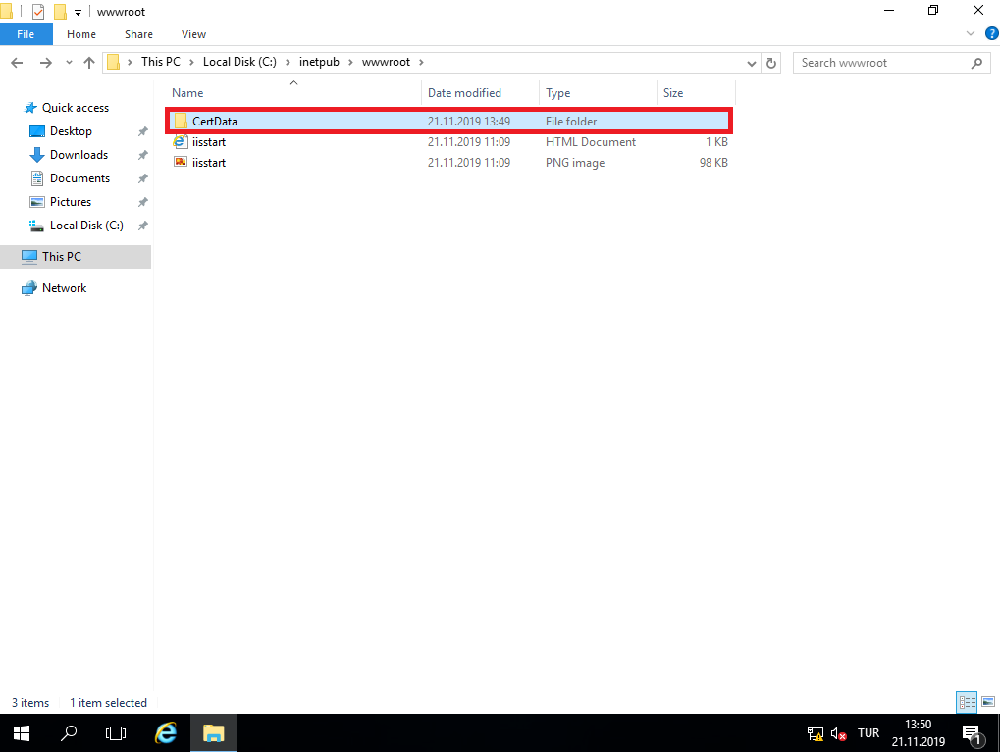 wwwroot
File Home Share View
This PC Local Disk (C:) inetpub wwwroot
Search wwwroot
Name Date modified Type Size
Quick access
Desktop
Downloads
Documents
Pictures
Local Disk (C:)
This PC
Network
CertData 21.11.2019 13:49 File folder
iisstart 21.11.2019 11:09 HTML Document 1 KB
iisstart 21.11.2019 11:09 PNG image 98 KB
3 items 1 item selected
TUR
13:50
21.11.2019
1